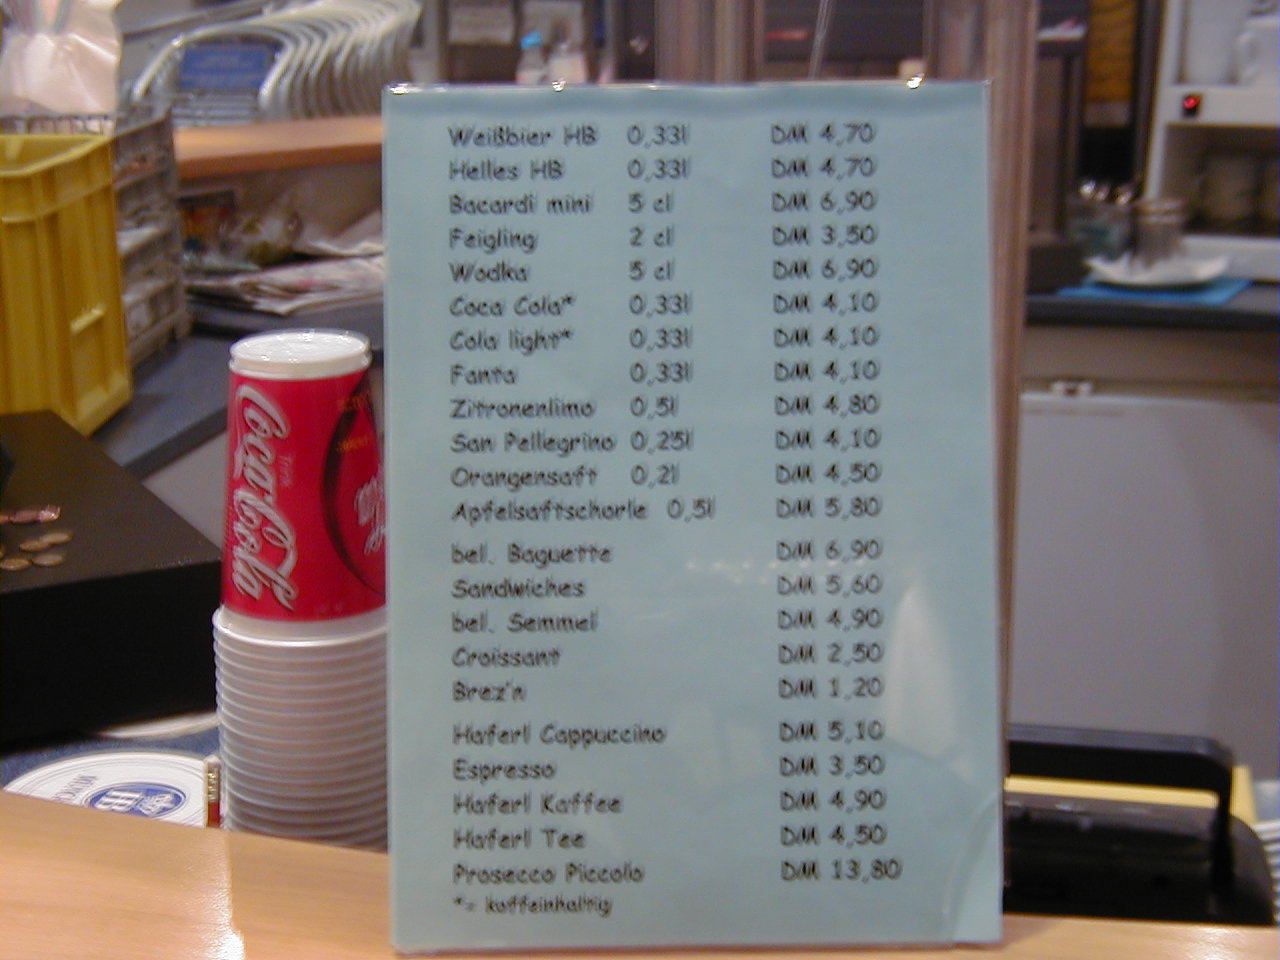 Weißbier HB 0,33l DM 4,70
Helles HB 0,33l DM 4,70
Bacardi mini 5 cl DM 6,90
Feigling 2 cl DM 3,50
Wodka 5 cl DM 6,90
Coca Cola* 0,33l DM 4,10
Cola light* 0,33l DM 4,10
Fanta 0,33l DM 4,10
Zitronenlimo 0,5l DM 4,80
San Pellegrino 0,25l DM 4,10
Orangensaft 0,2l DM 4,50
Apfelsaftschorle 0,5l DM 5,80
bel. Baguette DM 6,90
Sandwiches DM 5,60
bel. Semmel DM 4,90
Croissant DM 2,50
Brez'n DM 1,20
Haferl Cappuccino DM 5,10
Espresso DM 3,50
Haferl Kaffee DM 4,90
Haferl Tee DM 4,50
Prosecco Piccolo DM 13,80
*= koffeinhaltig
Trink
Coca-Cola
HB